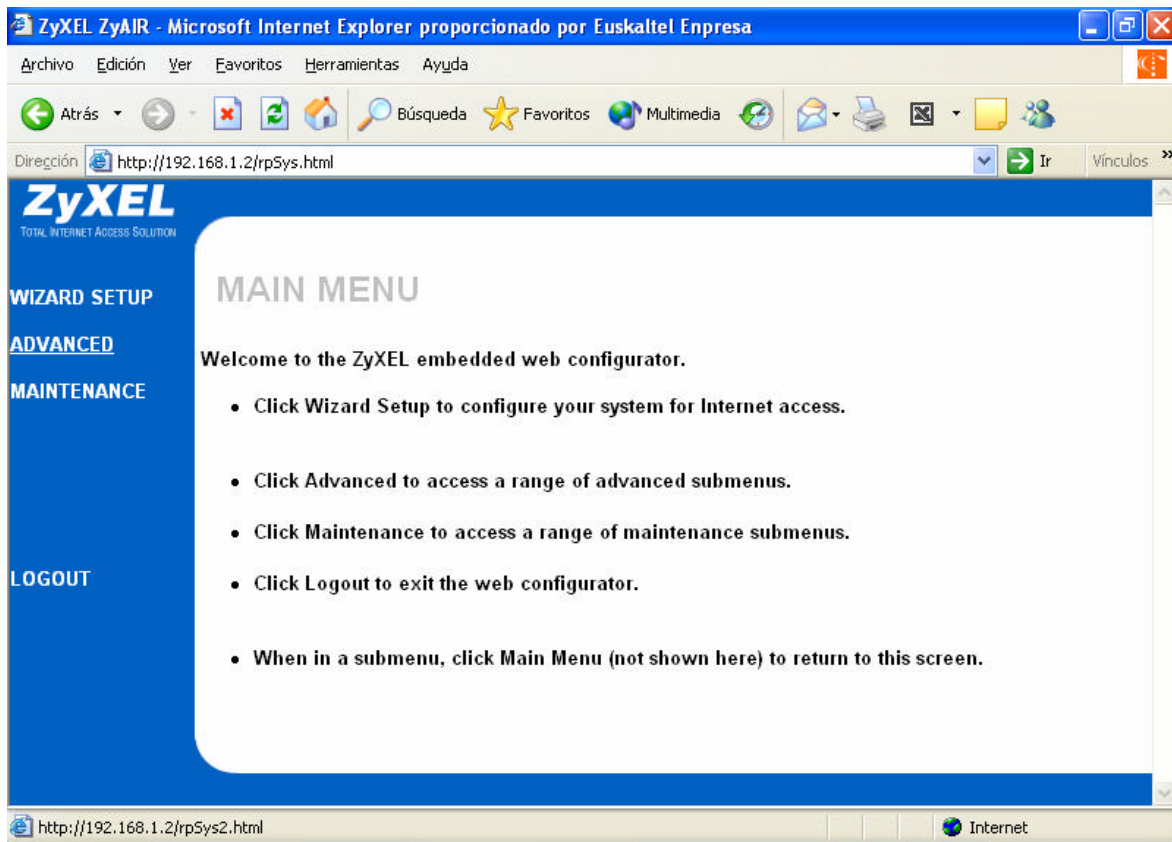 ZyXEL ZyAIR - Microsoft Internet Explorer proporcionado por Euskaltel Enpresa
Archivo Edición Ver Favoritos Herramientas Ayuda
Atrás Búsqueda Favoritos Multimedia
Dirección http://192.168.1.2/rpSys.html Ir Vínculos »
ZyXEL
TOTAL INTERNET ACCESS SOLUTION
WIZARD SETUP
ADVANCED
MAINTENANCE
LOGOUT
MAIN MENU
Welcome to the ZyXEL embedded web configurator.
• Click Wizard Setup to configure your system for Internet access.
• Click Advanced to access a range of advanced submenus.
• Click Maintenance to access a range of maintenance submenus.
• Click Logout to exit the web configurator.
• When in a submenu, click Main Menu (not shown here) to return to this screen.
http://192.168.1.2/rpSys2.html Internet